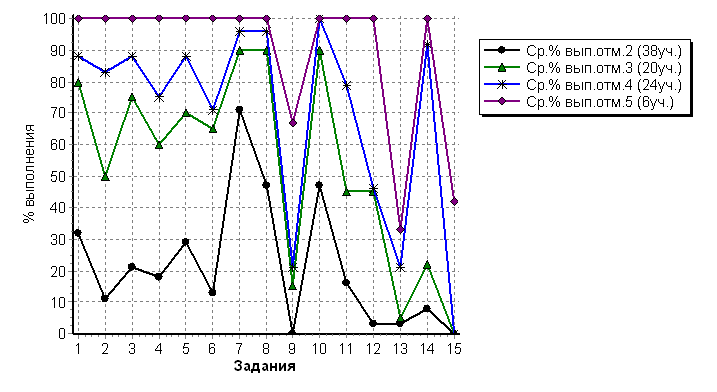 100
90
80
70
60
50
40
30
20
10
0
% выполнения
1 2 3 4 5 6 7 8 9 10 11 12 13 14 15
Задания
Ср.% вып.отм.2 (38уч.)
Ср.% вып.отм.3 (20уч.)
Ср.% вып.отм.4 (24уч.)
Ср.% вып.отм.5 (6уч.)